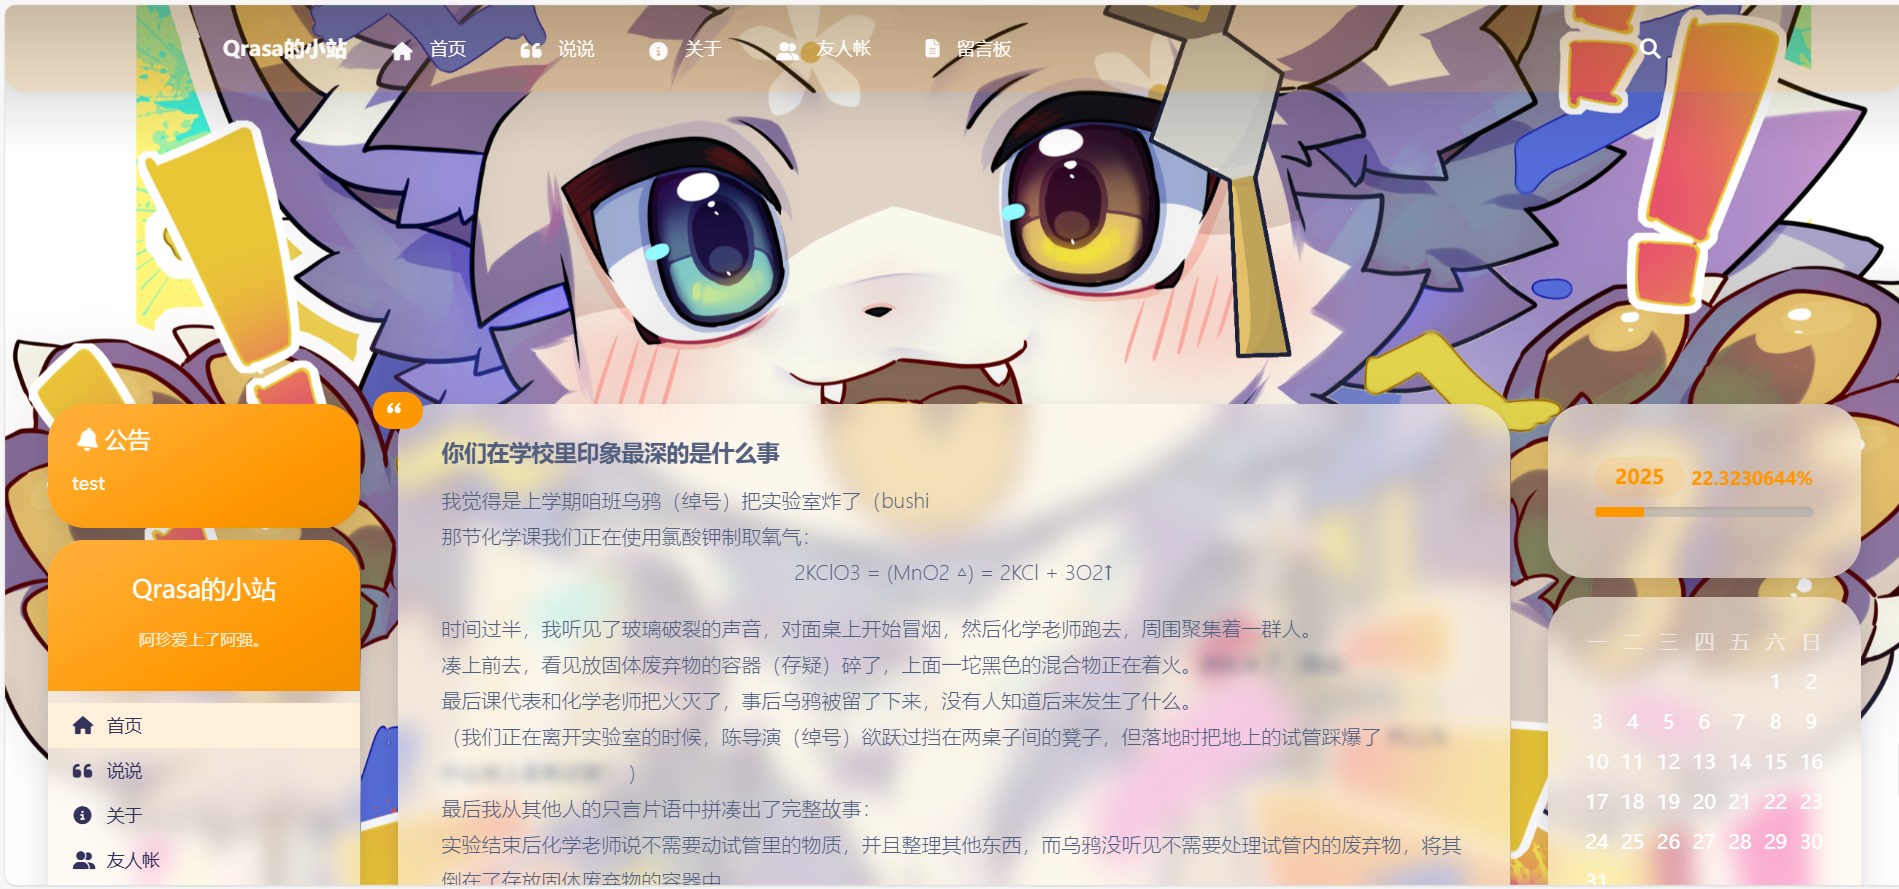 Qrasa的小站 首页 说说 关于 友人帐 留言板
公告
test
Qrasa的小站
阿珍爱上了阿强。
首页
说说
关于
友人帐
你们在学校里印象最深的是什么事
我觉得是上学期咱班乌鸦（绰号）把实验室炸了（bushi
那节化学课我们正在使用氯酸钾制取氧气：
2KClO3 = (MnO2 △) = 2KCl + 3O2↑
时间过半，我听见了玻璃破裂的声音，对面桌上开始冒烟，然后化学老师跑去，周围聚集着一群人。
凑上前去，看见放固体废弃物的容器（存疑）碎了，上面一坨黑色的混合物正在着火。
最后课代表和化学老师把火灭了，事后乌鸦被留了下来，没有人知道后来发生了什么。
（我们正在离开实验室的时候，陈导演（绰号）欲跃过挡在两桌子间的凳子，但落地时把地上的试管踩爆了
）
最后我从其他人的只言片语中拼凑出了完整故事：
实验结束后化学老师说不需要动试管里的物质，并且整理其他东西，而乌鸦没听见不需要处理试管内的废弃物，将其
倒在了存放固体废弃物的容器中
2025 22.3230644%
一 二 三 四 五 六 日
1 2
3 4 5 6 7 8 9
10 11 12 13 14 15 16
17 18 19 20 21 22 23
24 25 26 27 28 29 30
31